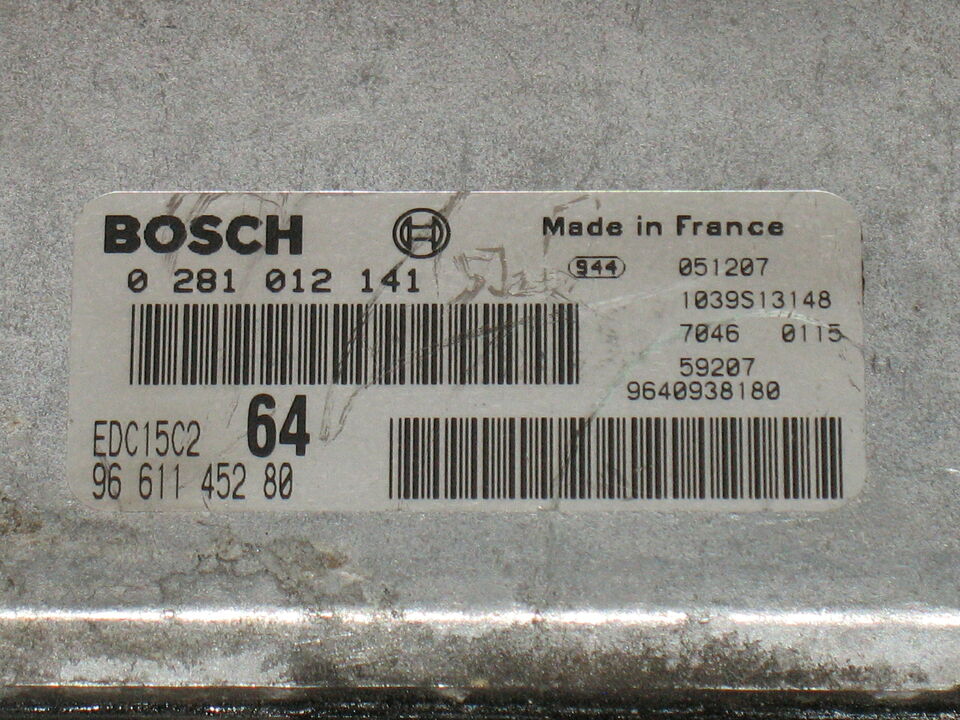 BOSCH
0 281 012 141
Made in France
944 051207
1039S13148
7046 0115
59207
9640938180
EDC15C2 64
96 611 452 80